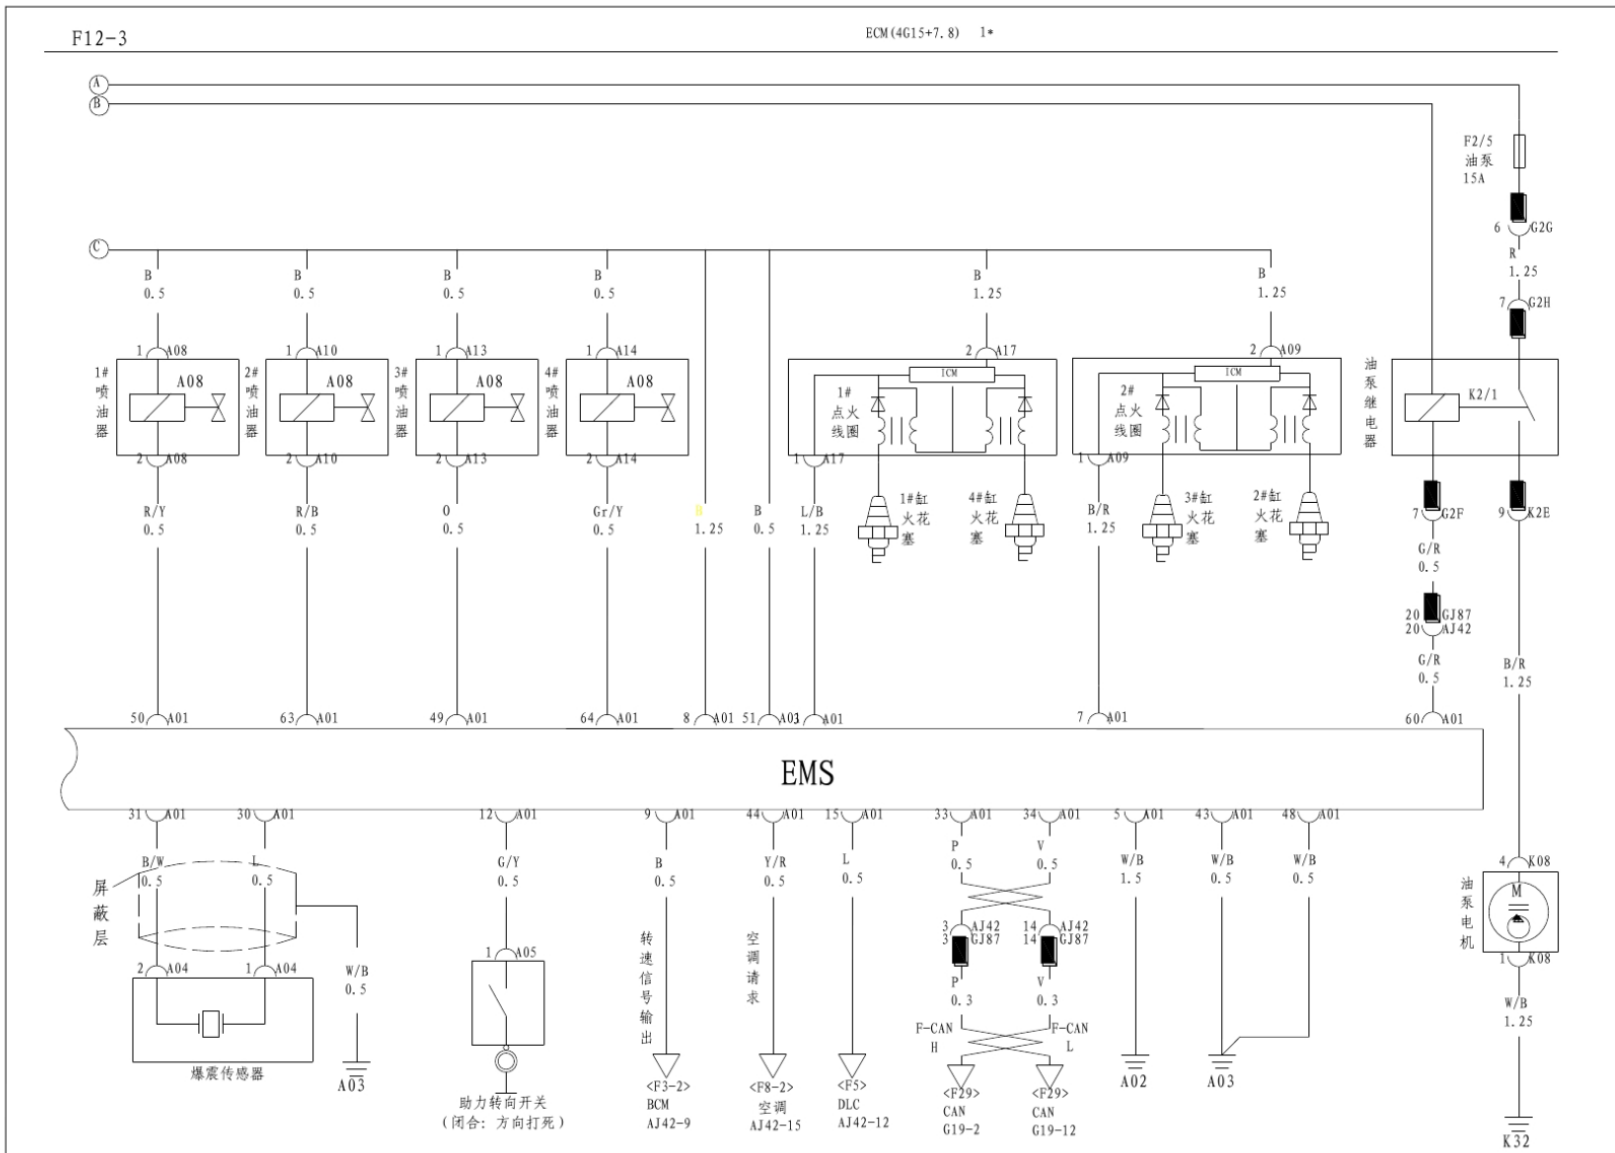 F12-3
ECM(4G15+7.8) 1*
A
B
F2/5
油泵
15A
6 G2G
R
1.25
7 G2H
C
B
0.5
B
0.5
B
0.5
B
0.5
B
1.25
B
1.25
1 A08
1 A10
1 A13
1 A14
2 A17
2 A09
1#
喷
油
器
A08
2#
喷
油
器
A08
3#
喷
油
器
A08
4#
喷
油
器
A08
ICM
1#
点火
线圈
ICM
2#
点火
线圈
油
泵
继
电
器
K2/1
2 A08
2 A10
2 A13
2 A14
1 A17
1 A09
R/Y
0.5
R/B
0.5
O
0.5
Gr/Y
0.5
1.25
B
0.5
L/B
1.25
1#缸
火花
塞
4#缸
火花
塞
B/R
1.25
3#缸
火花
塞
2#缸
火花
塞
7 G2F
9 K2E
G/R
0.5
20 GJ87
20 AJ42
G/R
0.5
B/R
1.25
50 A01
63 A01
49 A01
64 A01
8 A01
51 A01
A01
7 A01
60 A01
EMS
31 A01
30 A01
12 A01
9 A01
44 A01
15 A01
33 A01
34 A01
5 A01
43 A01
48 A01
B/W
0.5
L
0.5
屏
蔽
层
G/Y
0.5
B
0.5
Y/R
0.5
L
0.5
P
0.5
V
0.5
W/B
1.5
W/B
0.5
W/B
0.5
4 K08
油
泵
电
机
M
1 K08
3 AJ42
3 GJ87
14 AJ42
14 GJ87
2 A04
1 A04
W/B
0.5
1 A05
转
速
信
号
输
出
空
调
请
求
P
0.3
V
0.3
F-CAN
H
F-CAN
L
W/B
1.25
爆震传感器
A03
助力转向开关
(闭合：方向打死)
<F3-2>
BCM
AJ42-9
<F8-2>
空调
AJ42-15
<F5>
DLC
AJ42-12
<F29>
CAN
G19-2
<F29>
CAN
G19-12
A02
A03
K32